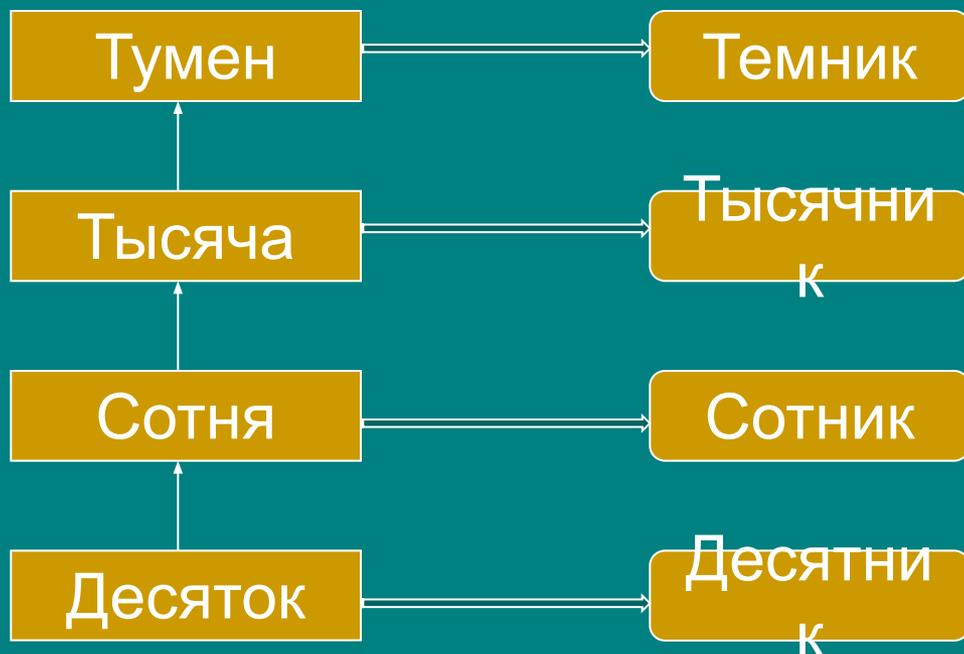 Тумен
Темник
Тысяча
Тысячни
к
Сотня
Сотник
Десяток
Десятни
к